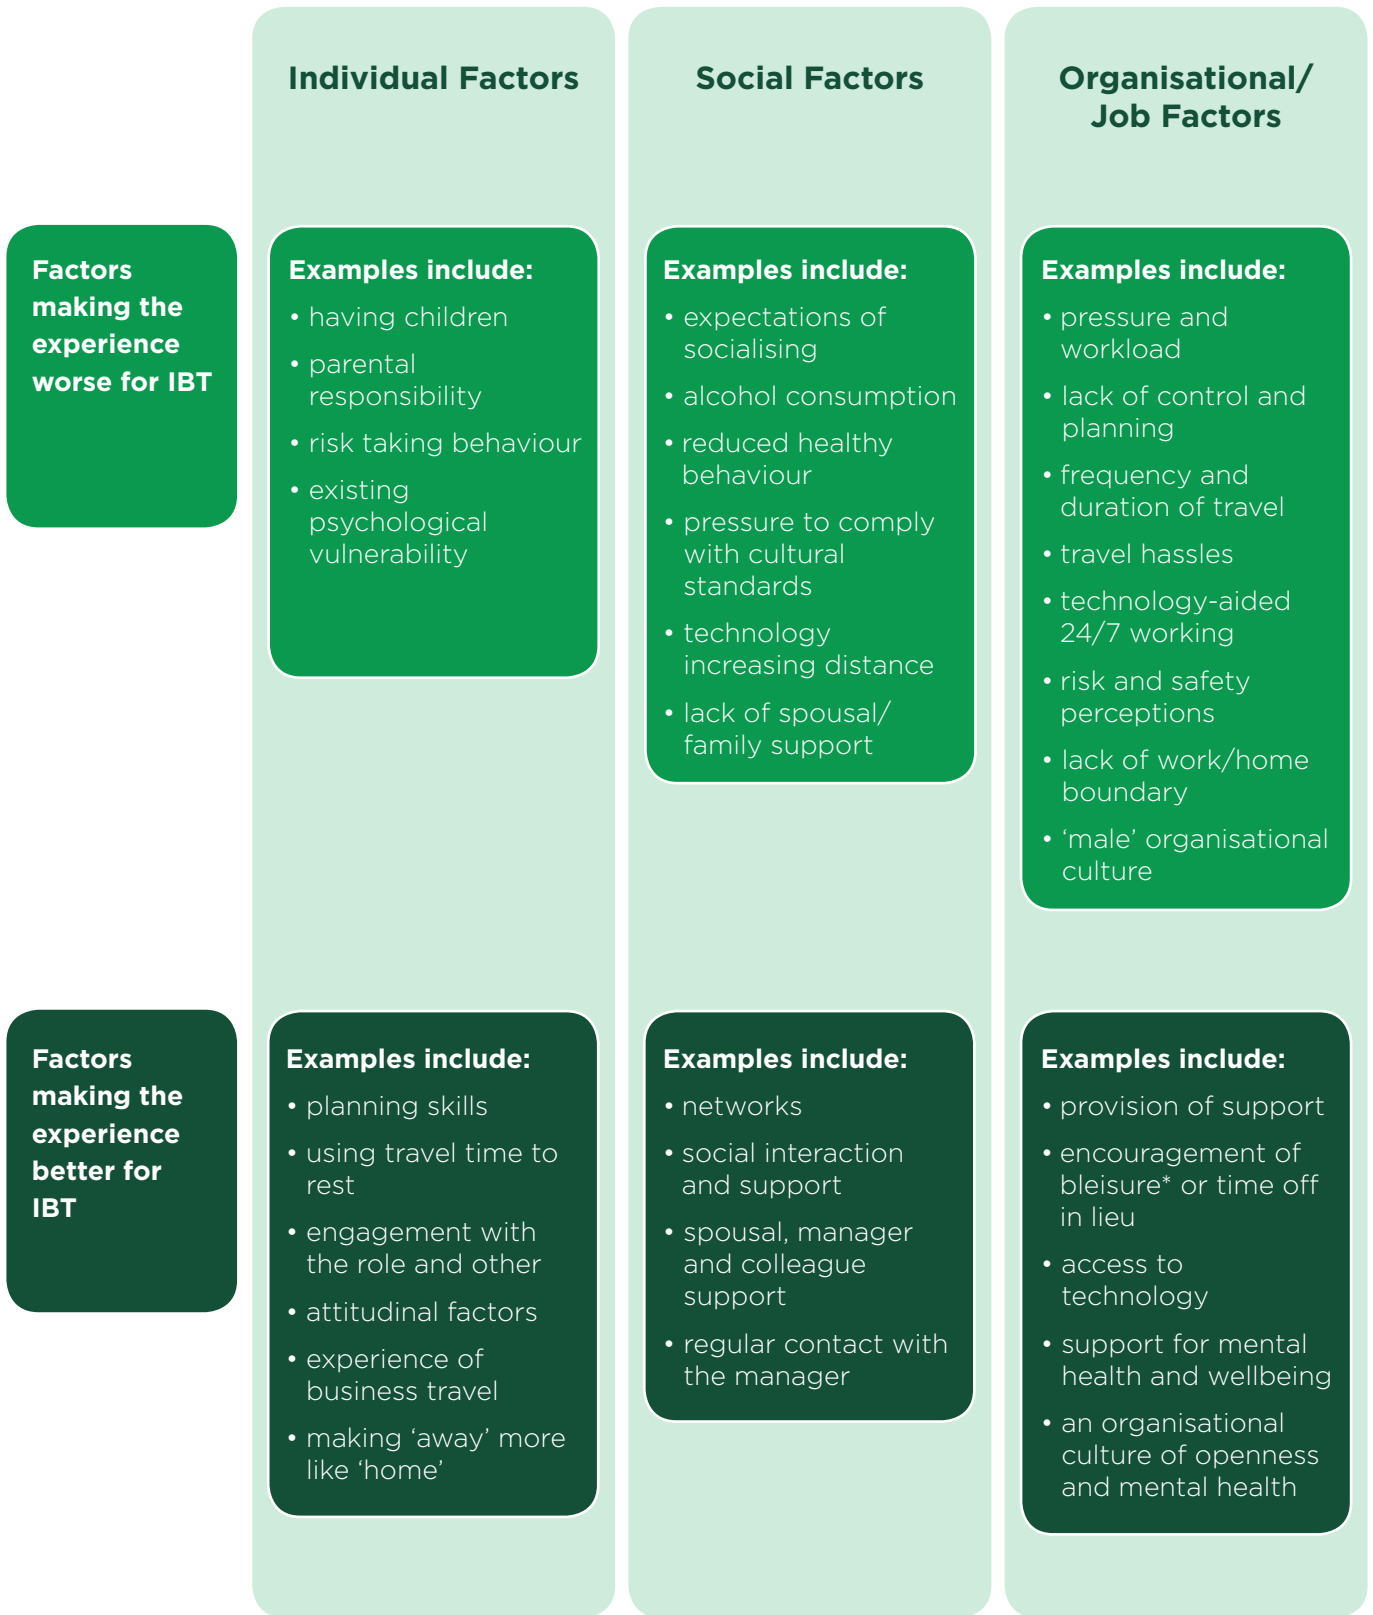 Individual Factors
Social Factors
Organisational/
Job Factors
Factors
making the
experience
worse for IBT
Examples include:
• having children
• parental
responsibility
• risk taking behaviour
• existing
psychological
vulnerability
Examples include:
• expectations of
socialising
• alcohol consumption
• reduced healthy
behaviour
• pressure to comply
with cultural
standards
• technology
increasing distance
• lack of spousal/
family support
Examples include:
• pressure and
workload
• lack of control and
planning
• frequency and
duration of travel
• travel hassles
• technology-aided
24/7 working
• risk and safety
perceptions
• lack of work/home
boundary
• ‘male’ organisational
culture
Factors
making the
experience
better for
IBT
Examples include:
• planning skills
• using travel time to
rest
• engagement with
the role and other
• attitudinal factors
• experience of
business travel
• making ‘away’ more
like ‘home’
Examples include:
• networks
• social interaction
and support
• spousal, manager
and colleague
support
• regular contact with
the manager
Examples include:
• provision of support
• encouragement of
bleisure* or time off
in lieu
• access to
technology
• support for mental
health and wellbeing
• an organisational
culture of openness
and mental health